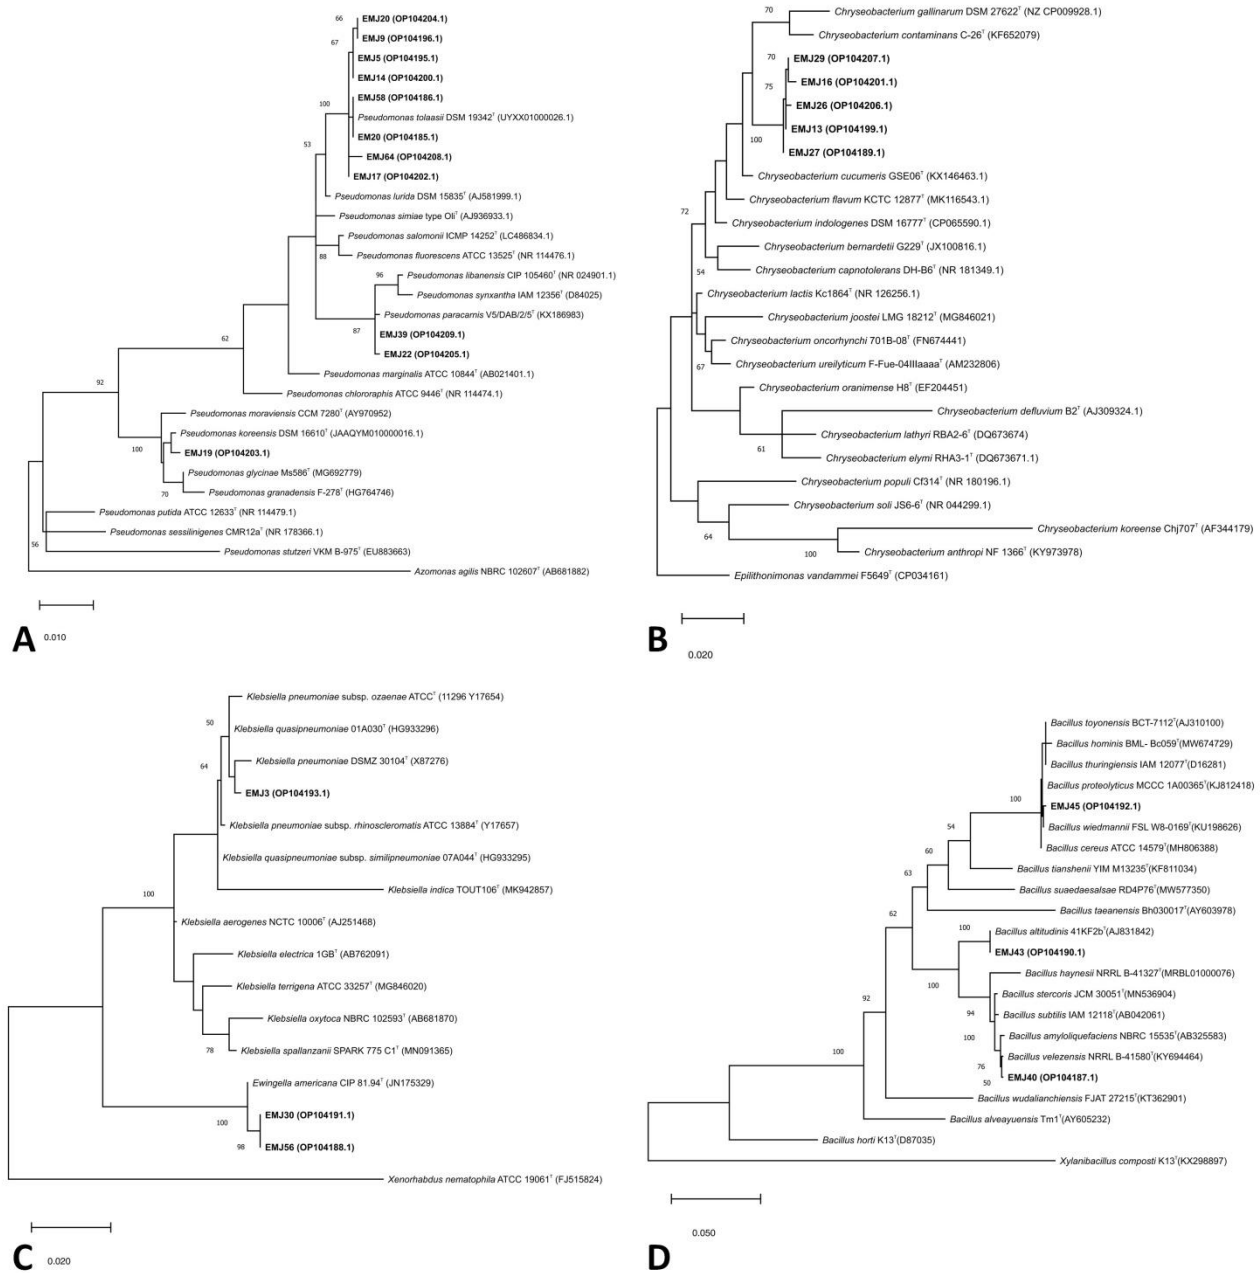 66
EMJ20 (OP104204.1)
EMJ9 (OP104196.1)
67
EMJ5 (OP104195.1)
EMJ14 (OP104200.1)
EMJ58 (OP104186.1)
100
Pseudomonas tolaasii DSM 19342ᵀ (UYXX01000026.1)
EM20 (OP104185.1)
53
EMJ64 (OP104208.1)
EMJ17 (OP104202.1)
Pseudomonas lurida DSM 15835ᵀ (AJ581999.1)
Pseudomonas simiae type Oliᵀ (AJ936933.1)
Pseudomonas salomonii ICMP 14252ᵀ (LC486834.1)
88
Pseudomonas fluorescens ATCC 13525ᵀ (NR 114476.1)
96
Pseudomonas libanensis CIP 105460ᵀ (NR 024901.1)
Pseudomonas synxantha IAM 12356ᵀ (D84025)
Pseudomonas paracarnis V5/DAB/2/5ᵀ (KX186983)
87
EMJ39 (OP104209.1)
62
EMJ22 (OP104205.1)
Pseudomonas marginalis ATCC 10844ᵀ (AB021401.1)
92
Pseudomonas chlororaphis ATCC 9446ᵀ (NR 114474.1)
Pseudomonas moraviensis CCM 7280ᵀ (AY970952)
Pseudomonas koreensis DSM 16610ᵀ (JAAQYM010000016.1)
100
EMJ19 (OP104203.1)
Pseudomonas glycinae Ms586ᵀ (MG692779)
70
Pseudomonas granadensis F-278ᵀ (HG764746)
Pseudomonas putida ATCC 12633ᵀ (NR 114479.1)
Pseudomonas sessilinigenes CMR12aᵀ (NR 178366.1)
56
Pseudomonas stutzeri VKM B-975ᵀ (EU883663)
Azomonas agilis NBRC 102607ᵀ (AB681882)
A
0.010
70
Chryseobacterium gallinarum DSM 27622ᵀ (NZ CP009928.1)
Chryseobacterium contaminans C-26ᵀ (KF652079)
70
EMJ29 (OP104207.1)
75
EMJ16 (OP104201.1)
EMJ26 (OP104206.1)
100
EMJ13 (OP104199.1)
EMJ27 (OP104189.1)
Chryseobacterium cucumeris GSE06ᵀ (KX146463.1)
Chryseobacterium flavum KCTC 12877ᵀ (MK116543.1)
72
Chryseobacterium indologenes DSM 16777ᵀ (CP065590.1)
Chryseobacterium bernardetii G229ᵀ (JX100816.1)
54
Chryseobacterium capnotolerans DH-B6ᵀ (NR 181349.1)
Chryseobacterium lactis Kc1864ᵀ (NR 126256.1)
Chryseobacterium joostei LMG 18212ᵀ (MG846021)
Chryseobacterium oncorhynchi 701B-08ᵀ (FN674441)
67
Chryseobacterium ureilyticum F-Fue-04IIIaaaaᵀ (AM232806)
Chryseobacterium oranimense H8ᵀ (EF204451)
Chryseobacterium defluvium B2ᵀ (AJ309324.1)
Chryseobacterium lathyri RBA2-6ᵀ (DQ673674)
61
Chryseobacterium elymi RHA3-1ᵀ (DQ673671.1)
Chryseobacterium populi Cf314ᵀ (NR 180196.1)
Chryseobacterium soli JS6-6ᵀ (NR 044299.1)
64
Chryseobacterium koreense Chj707ᵀ (AF344179)
100
Chryseobacterium anthropi NF 1366ᵀ (KY973978)
Epilithonimonas vandammei F5649ᵀ (CP034161)
B
0.020
Klebsiella pneumoniae subsp. ozaenae ATCCᵀ (11296 Y17654)
50
Klebsiella quasipneumoniae 01A030ᵀ (HG933296)
64
Klebsiella pneumoniae DSMZ 30104ᵀ (X87276)
EMJ3 (OP104193.1)
Klebsiella pneumoniae subsp. rhinoscleromatis ATCC 13884ᵀ (Y17657)
Klebsiella quasipneumoniae subsp. similipneumoniae 07A044ᵀ (HG933295)
100
Klebsiella indica TOUT106ᵀ (MK942857)
Klebsiella aerogenes NCTC 10006ᵀ (AJ251468)
Klebsiella electrica 1GBᵀ (AB762091)
Klebsiella terrigena ATCC 33257ᵀ (MG846020)
Klebsiella oxytoca NBRC 102593ᵀ (AB681870)
78
Klebsiella spallanzanii SPARK 775 C1ᵀ (MN091365)
Ewingella americana CIP 81.94ᵀ (JN175329)
100
EMJ30 (OP104191.1)
98
EMJ56 (OP104188.1)
Xenorhabdus nematophila ATCC 19061ᵀ (FJ515824)
C
0.020
Bacillus toyonensis BCT-7112ᵀ(AJ310100)
Bacillus hominis BML- Bc059ᵀ(MW674729)
Bacillus thuringiensis IAM 12077ᵀ(D16281)
Bacillus proteolyticus MCCC 1A00365ᵀ(KJ812418)
100
EMJ45 (OP104192.1)
54
Bacillus wiedmannii FSL W8-0169ᵀ(KU198626)
Bacillus cereus ATCC 14579ᵀ(MH806388)
60
Bacillus tianshenii YIM M13235ᵀ(KF811034)
63
Bacillus suaedaesalsae RD4P76ᵀ(MW577350)
62
Bacillus taeanensis Bh030017ᵀ(AY603978)
100
Bacillus altitudinis 41KF2bᵀ(AJ831842)
EMJ43 (OP104190.1)
100
Bacillus haynesii NRRL B-41327ᵀ(MRBL01000076)
92
Bacillus stercoris JCM 30051ᵀ(MN536904)
94
Bacillus subtilis IAM 12118ᵀ(AB042061)
100
Bacillus amyloliquefaciens NBRC 15535ᵀ(AB325583)
100
Bacillus velezensis NRRL B-41580ᵀ(KY694464)
76
50
EMJ40 (OP104187.1)
Bacillus wudalianchiensis FJAT 27215ᵀ(KT362901)
Bacillus alveayuensis Tm1ᵀ(AY605232)
Bacillus horti K13ᵀ(D87035)
Xylanibacillus composti K13ᵀ(KX298897)
D
0.050